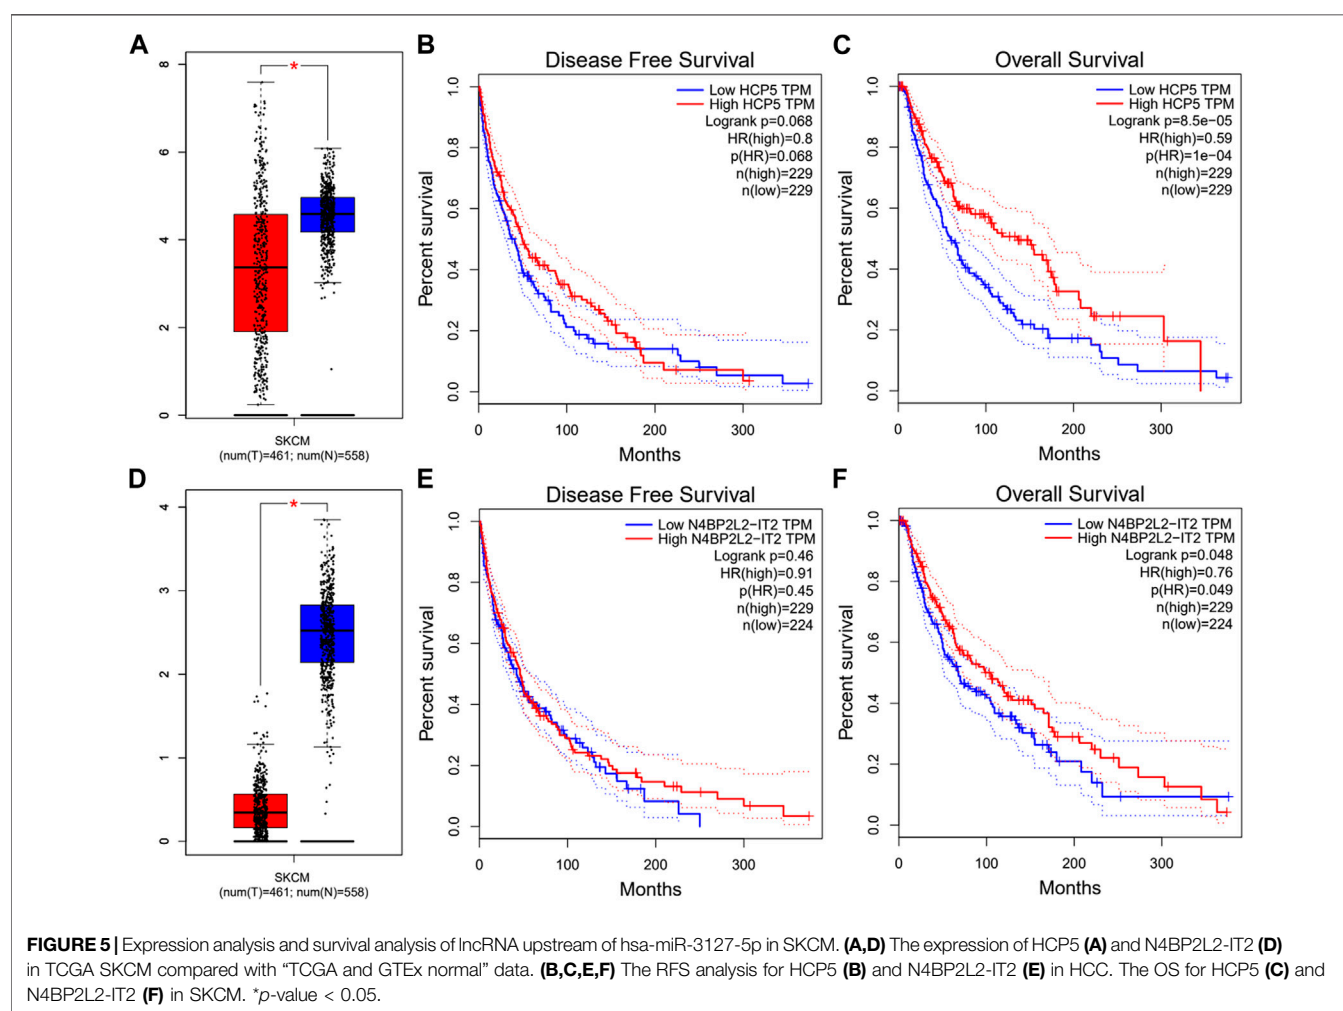 A
8
6
4
2
0
*
SKCM
(num(T)=461; num(N)=558)
B
Disease Free Survival
Low HCP5 TPM
High HCP5 TPM
Logrank p=0.068
HR(high)=0.8
p(HR)=0.068
n(high)=229
n(low)=229
Percent survival
1.0
0.8
0.6
0.4
0.2
0.0
0 100 200 300
Months
C
Overall Survival
Low HCP5 TPM
High HCP5 TPM
Logrank p=8.5e−05
HR(high)=0.59
p(HR)=1e−04
n(high)=229
n(low)=229
Percent survival
1.0
0.8
0.6
0.4
0.2
0.0
0 100 200 300
Months
D
4
3
2
1
0
*
SKCM
(num(T)=461; num(N)=558)
E
Disease Free Survival
Low N4BP2L2−IT2 TPM
High N4BP2L2−IT2 TPM
Logrank p=0.46
HR(high)=0.91
p(HR)=0.45
n(high)=229
n(low)=224
Percent survival
1.0
0.8
0.6
0.4
0.2
0.0
0 100 200 300
Months
F
Overall Survival
Low N4BP2L2−IT2 TPM
High N4BP2L2−IT2 TPM
Logrank p=0.048
HR(high)=0.76
p(HR)=0.049
n(high)=229
n(low)=224
Percent survival
1.0
0.8
0.6
0.4
0.2
0.0
0 100 200 300
Months
FIGURE 5 | Expression analysis and survival analysis of lncRNA upstream of hsa-miR-3127-5p in SKCM. (A,D) The expression of HCP5 (A) and N4BP2L2-IT2 (D)
in TCGA SKCM compared with “TCGA and GTEx normal” data. (B,C,E,F) The RFS analysis for HCP5 (B) and N4BP2L2-IT2 (E) in HCC. The OS for HCP5 (C) and
N4BP2L2-IT2 (F) in SKCM. *p-value < 0.05.